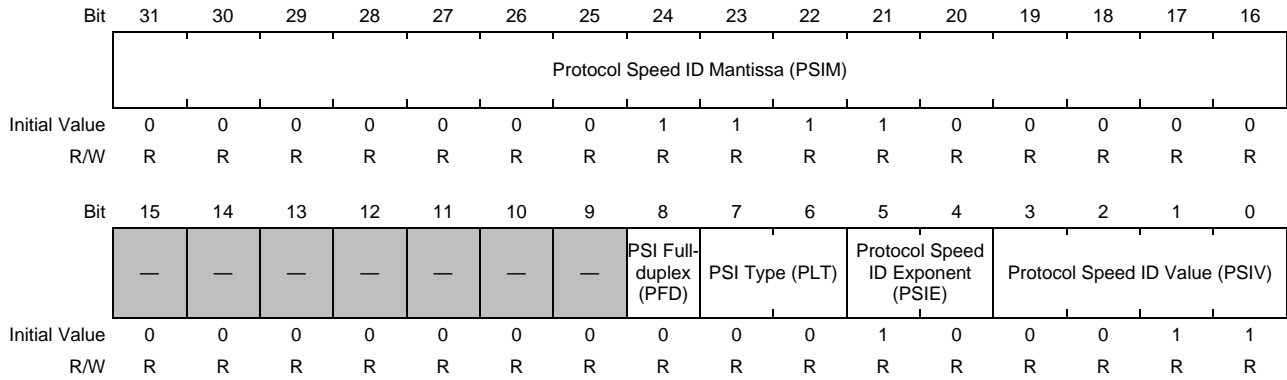 Bit 31 30 29 28 27 26 25 24 23 22 21 20 19 18 17 16
Protocol Speed ID Mantissa (PSIM)
Initial Value 0 0 0 0 0 0 0 1 1 1 1 0 0 0 0 0
R/W R R R R R R R R R R R R R R R R
Bit 15 14 13 12 11 10 9 8 7 6 5 4 3 2 1 0
— — — — — — — PSI Full-duplex (PFD) PSI Type (PLT) Protocol Speed ID Exponent (PSIE) Protocol Speed ID Value (PSIV)
Initial Value 0 0 0 0 0 0 0 0 0 0 1 0 0 0 1 1
R/W R R R R R R R R R R R R R R R R